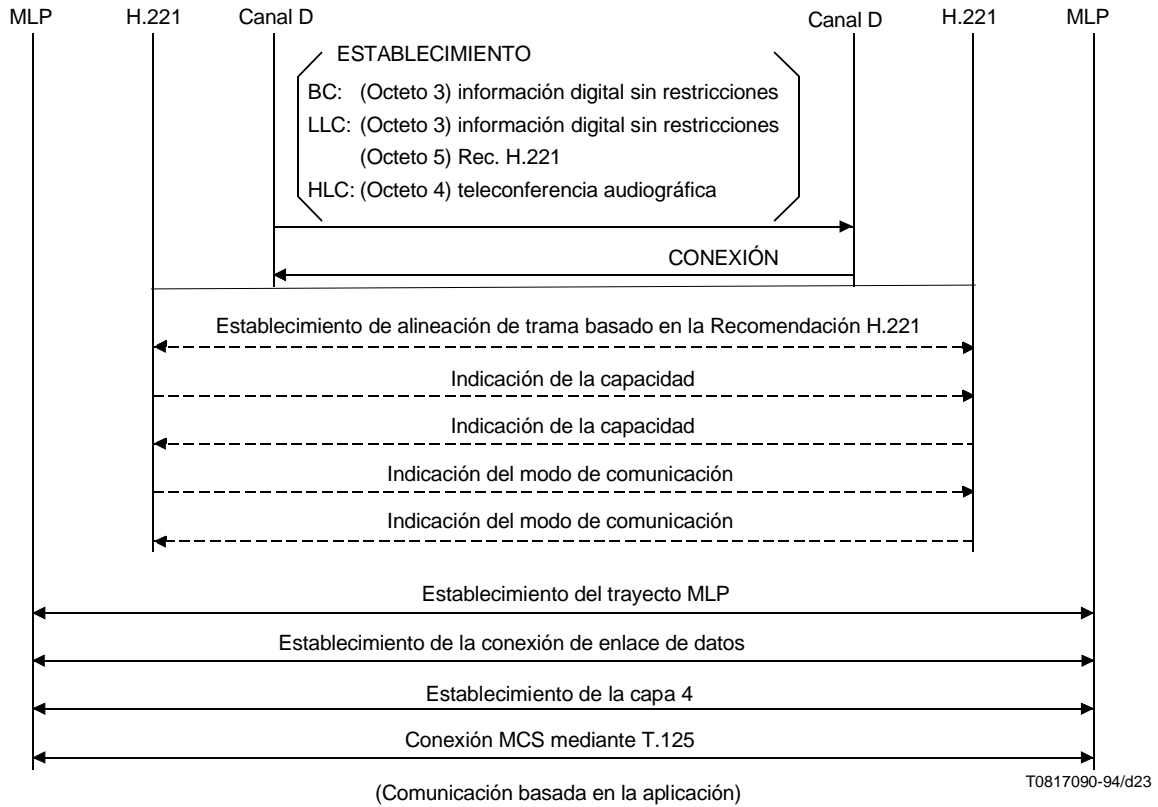 MLP H.221 Canal D Canal D H.221 MLP
ESTABLECIMIENTO
BC: (Octeto 3) información digital sin restricciones
LLC: (Octeto 3) información digital sin restricciones
(Octeto 5) Rec. H.221
HLC: (Octeto 4) teleconferencia audiográfica
CONEXIÓN
Establecimiento de alineación de trama basado en la Recomendación H.221
Indicación de la capacidad
Indicación de la capacidad
Indicación del modo de comunicación
Indicación del modo de comunicación
Establecimiento del trayecto MLP
Establecimiento de la conexión de enlace de datos
Establecimiento de la capa 4
Conexión MCS mediante T.125
T0817090-94/d23
(Comunicación basada en la aplicación)